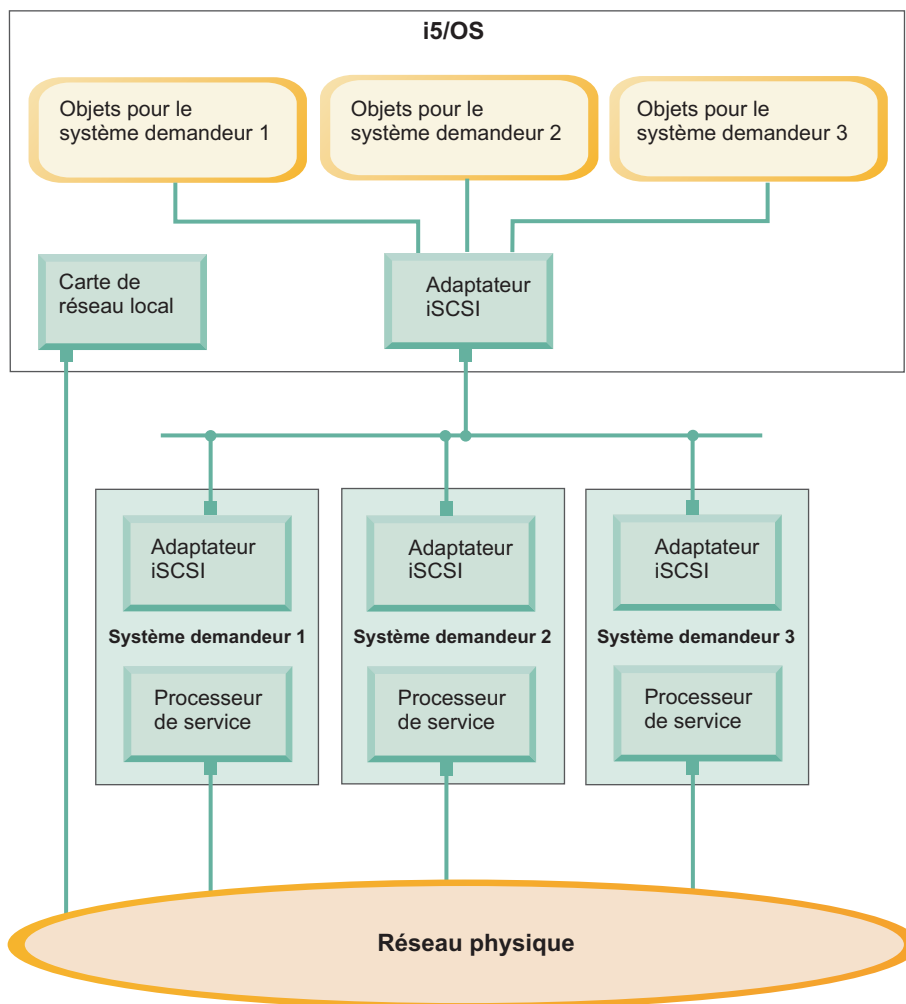 i5/OS
Objets pour le
système demandeur 1
Objets pour le
système demandeur 2
Objets pour le
système demandeur 3
Carte de
réseau local
Adaptateur
iSCSI
Adaptateur
iSCSI
Adaptateur
iSCSI
Adaptateur
iSCSI
Système demandeur 1
Système demandeur 2
Système demandeur 3
Processeur
de service
Processeur
de service
Processeur
de service
Réseau physique